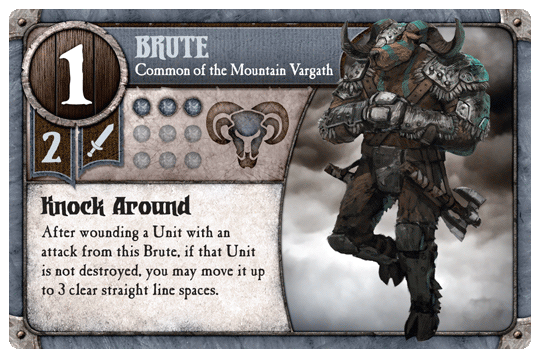 1
BRUTE
Common of the Mountain Vargath
2
Knock Around
After wounding a Unit with an
attack from this Brute, if that Unit
is not destroyed, you may move it up
to 3 clear straight line spaces.